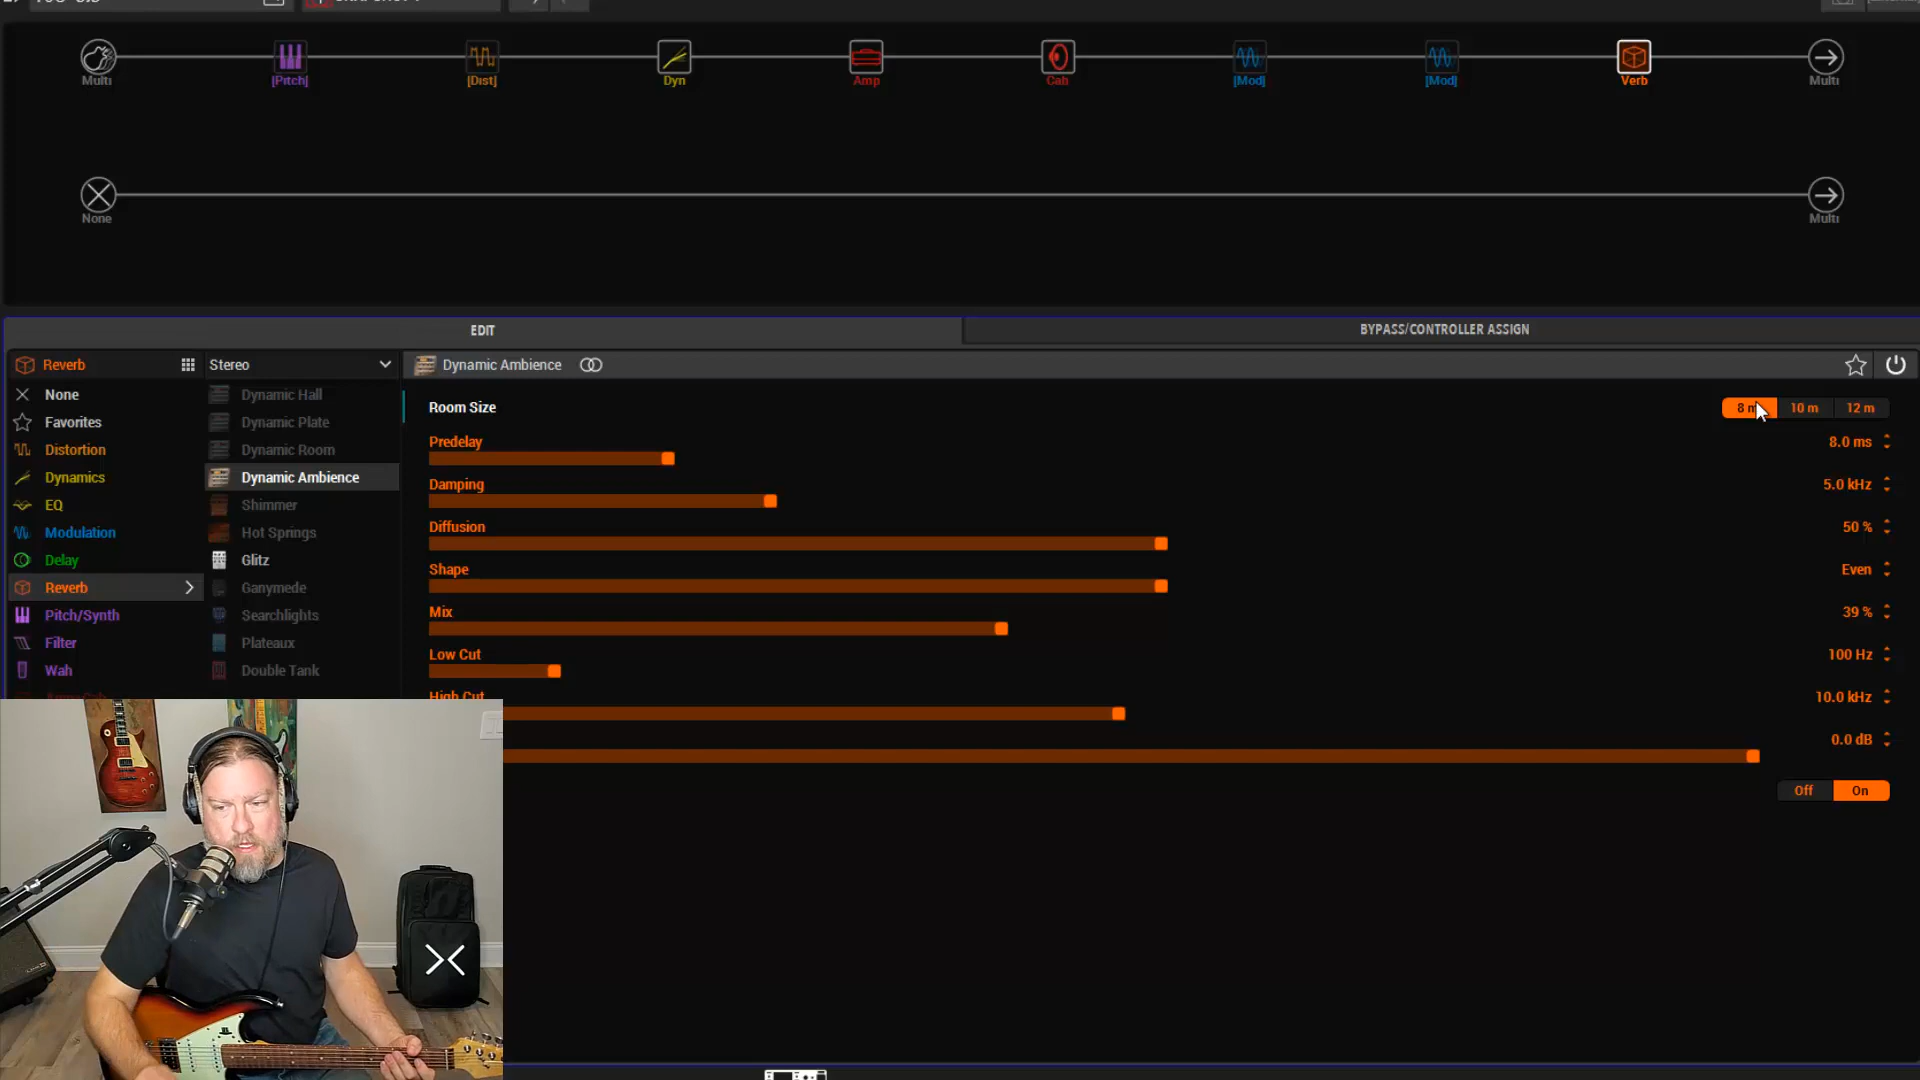 Multi
[Pitch]
[Dist]
Dyn
Amp
Cab
[Mod]
[Mod]
Verb
Multi
None
Multi
EDIT
BYPASS/CONTROLLER ASSIGN
Reverb
Stereo
Dynamic Ambience
None
Favorites
Distortion
Dynamics
EQ
Modulation
Delay
Reverb
Pitch/Synth
Filter
Wah
Dynamic Hall
Dynamic Plate
Dynamic Room
Dynamic Ambience
Shimmer
Hot Springs
Glitz
Ganymede
Searchlights
Plateaux
Double Tank
Room Size
8 m
10 m
12 m
Predelay
8.0 ms
Damping
5.0 kHz
Diffusion
50 %
Shape
Even
Mix
39 %
Low Cut
100 Hz
High Cut
10.0 kHz
0.0 dB
Off
On